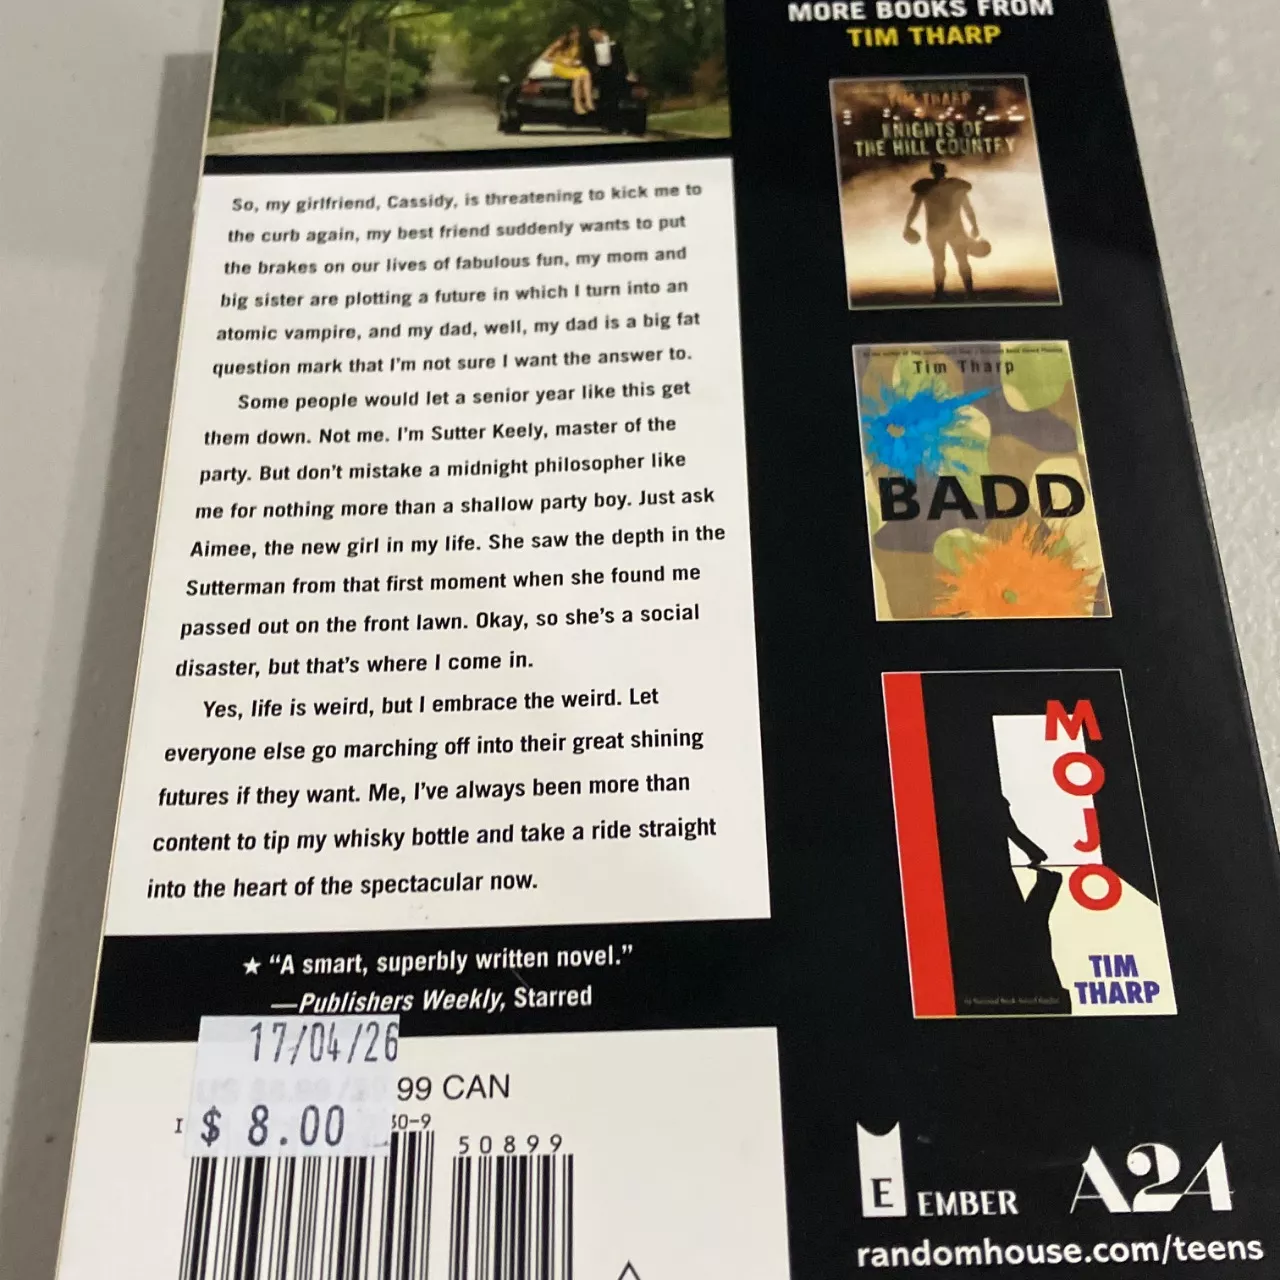 So, my girlfriend, Cassidy, is threatening to kick me to
the curb again, my best friend suddenly wants to put
the brakes on our lives of fabulous fun, my mom and
big sister are plotting a future in which I turn into an
atomic vampire, and my dad, well, my dad is a big fat
question mark that I'm not sure I want the answer to.
Some people would let a senior year like this get
them down. Not me. I'm Sutter Keely, master of the
party. But don't mistake a midnight philosopher like
me for nothing more than a shallow party boy. Just ask
Aimee, the new girl in my life. She saw the depth in the
Sutterman from that first moment when she found me
passed out on the front lawn. Okay, so she's a social
disaster, but that's where I come in.
Yes, life is weird, but I embrace the weird. Let
everyone else go marching off into their great shining
futures if they want. Me, I've always been more than
content to tip my whisky bottle and take a ride straight
into the heart of the spectacular now.
★ “A smart, superbly written novel.”
—Publishers Weekly, Starred
17/04/26
99 CAN
I $ 8.00 50-9
50899
MORE BOOKS FROM
TIM THARP
TIM THARP
KNIGHTS OF
THE HILL COUNTRY
Tim Tharp
BADD
MOJO
TIM
THARP
E EMBER A24
randomhouse.com/teens